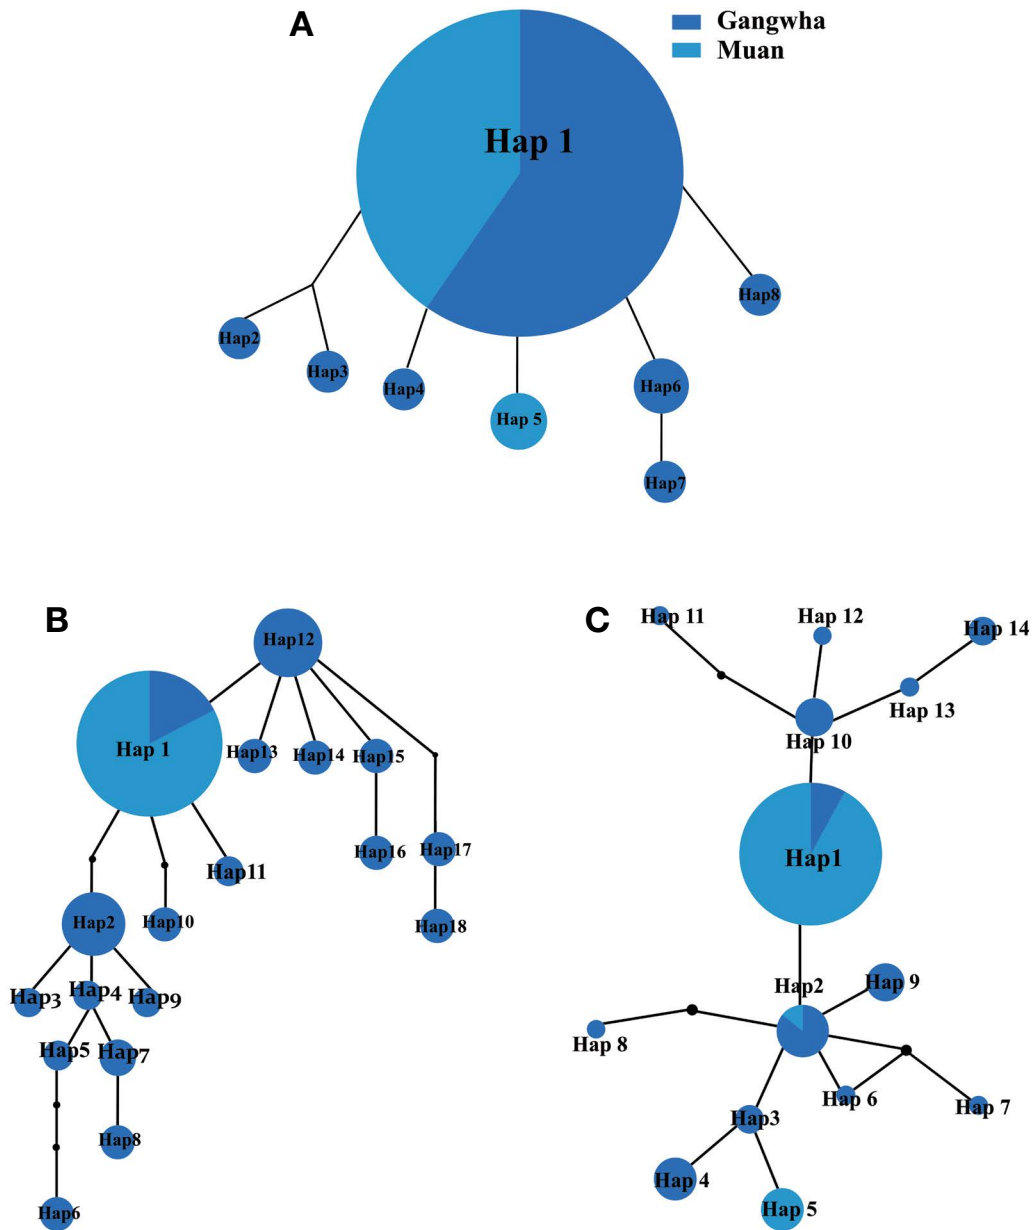 A
Gangwha
Muan
Hap 1
Hap8
Hap2
Hap3
Hap4
Hap 5
Hap6
Hap7
B
Hap12
Hap 1
Hap13
Hap14
Hap15
Hap11
Hap16
Hap17
Hap2
Hap10
Hap18
Hap3
Hap4
Hap9
Hap5
Hap7
Hap8
Hap6
C
Hap 11
Hap 12
Hap 14
Hap 13
Hap 10
Hap1
Hap2
Hap 9
Hap 8
Hap 6
Hap 7
Hap3
Hap 4
Hap 5